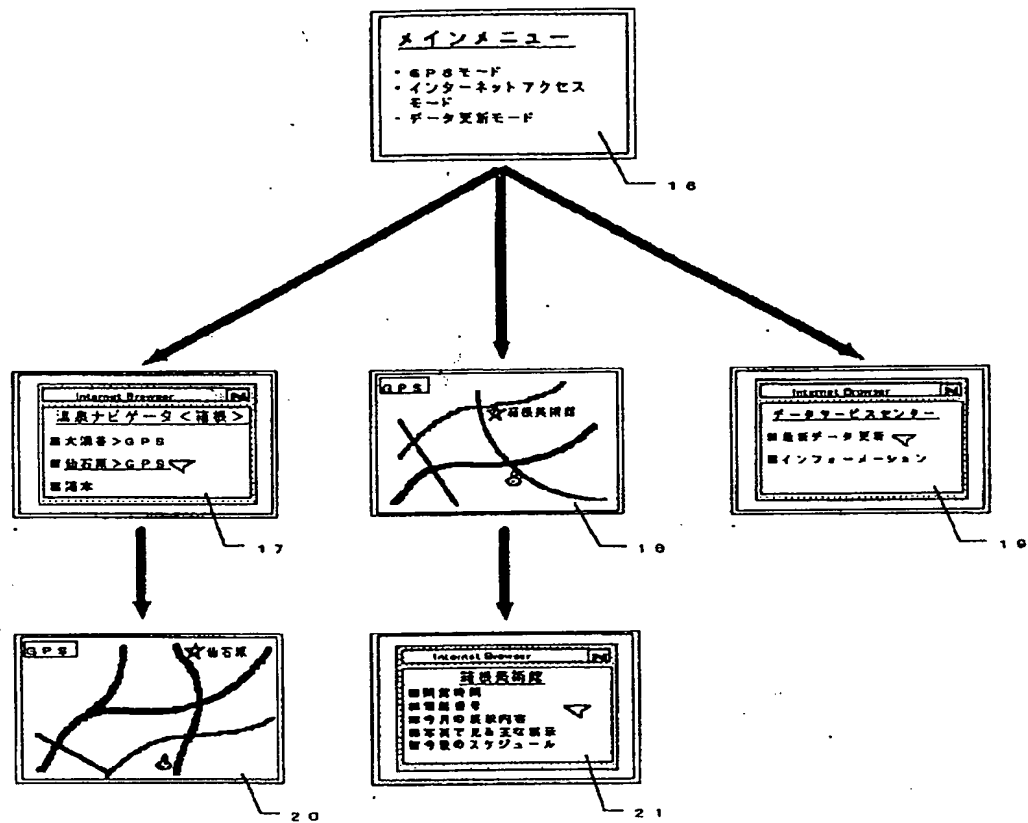 メインメニュー
・GPSモード
・インターネットアクセス
モード
・データ更新モード
16
Internet Browser
温泉ナビゲータ<箱根>
■大涌谷>GPS
■仙石原>GPS
■湯本
17
GPS
☆箱根美術館
18
Internet Browser
データサービスセンター
■最新データ更新
■インフォーメーション
19
GPS
☆仙石原
20
Internet Browser
箱根美術館
■開館時間
■電話番号
■今月の展示内容
■写真で見る主な展示
■今後のスケジュール
21